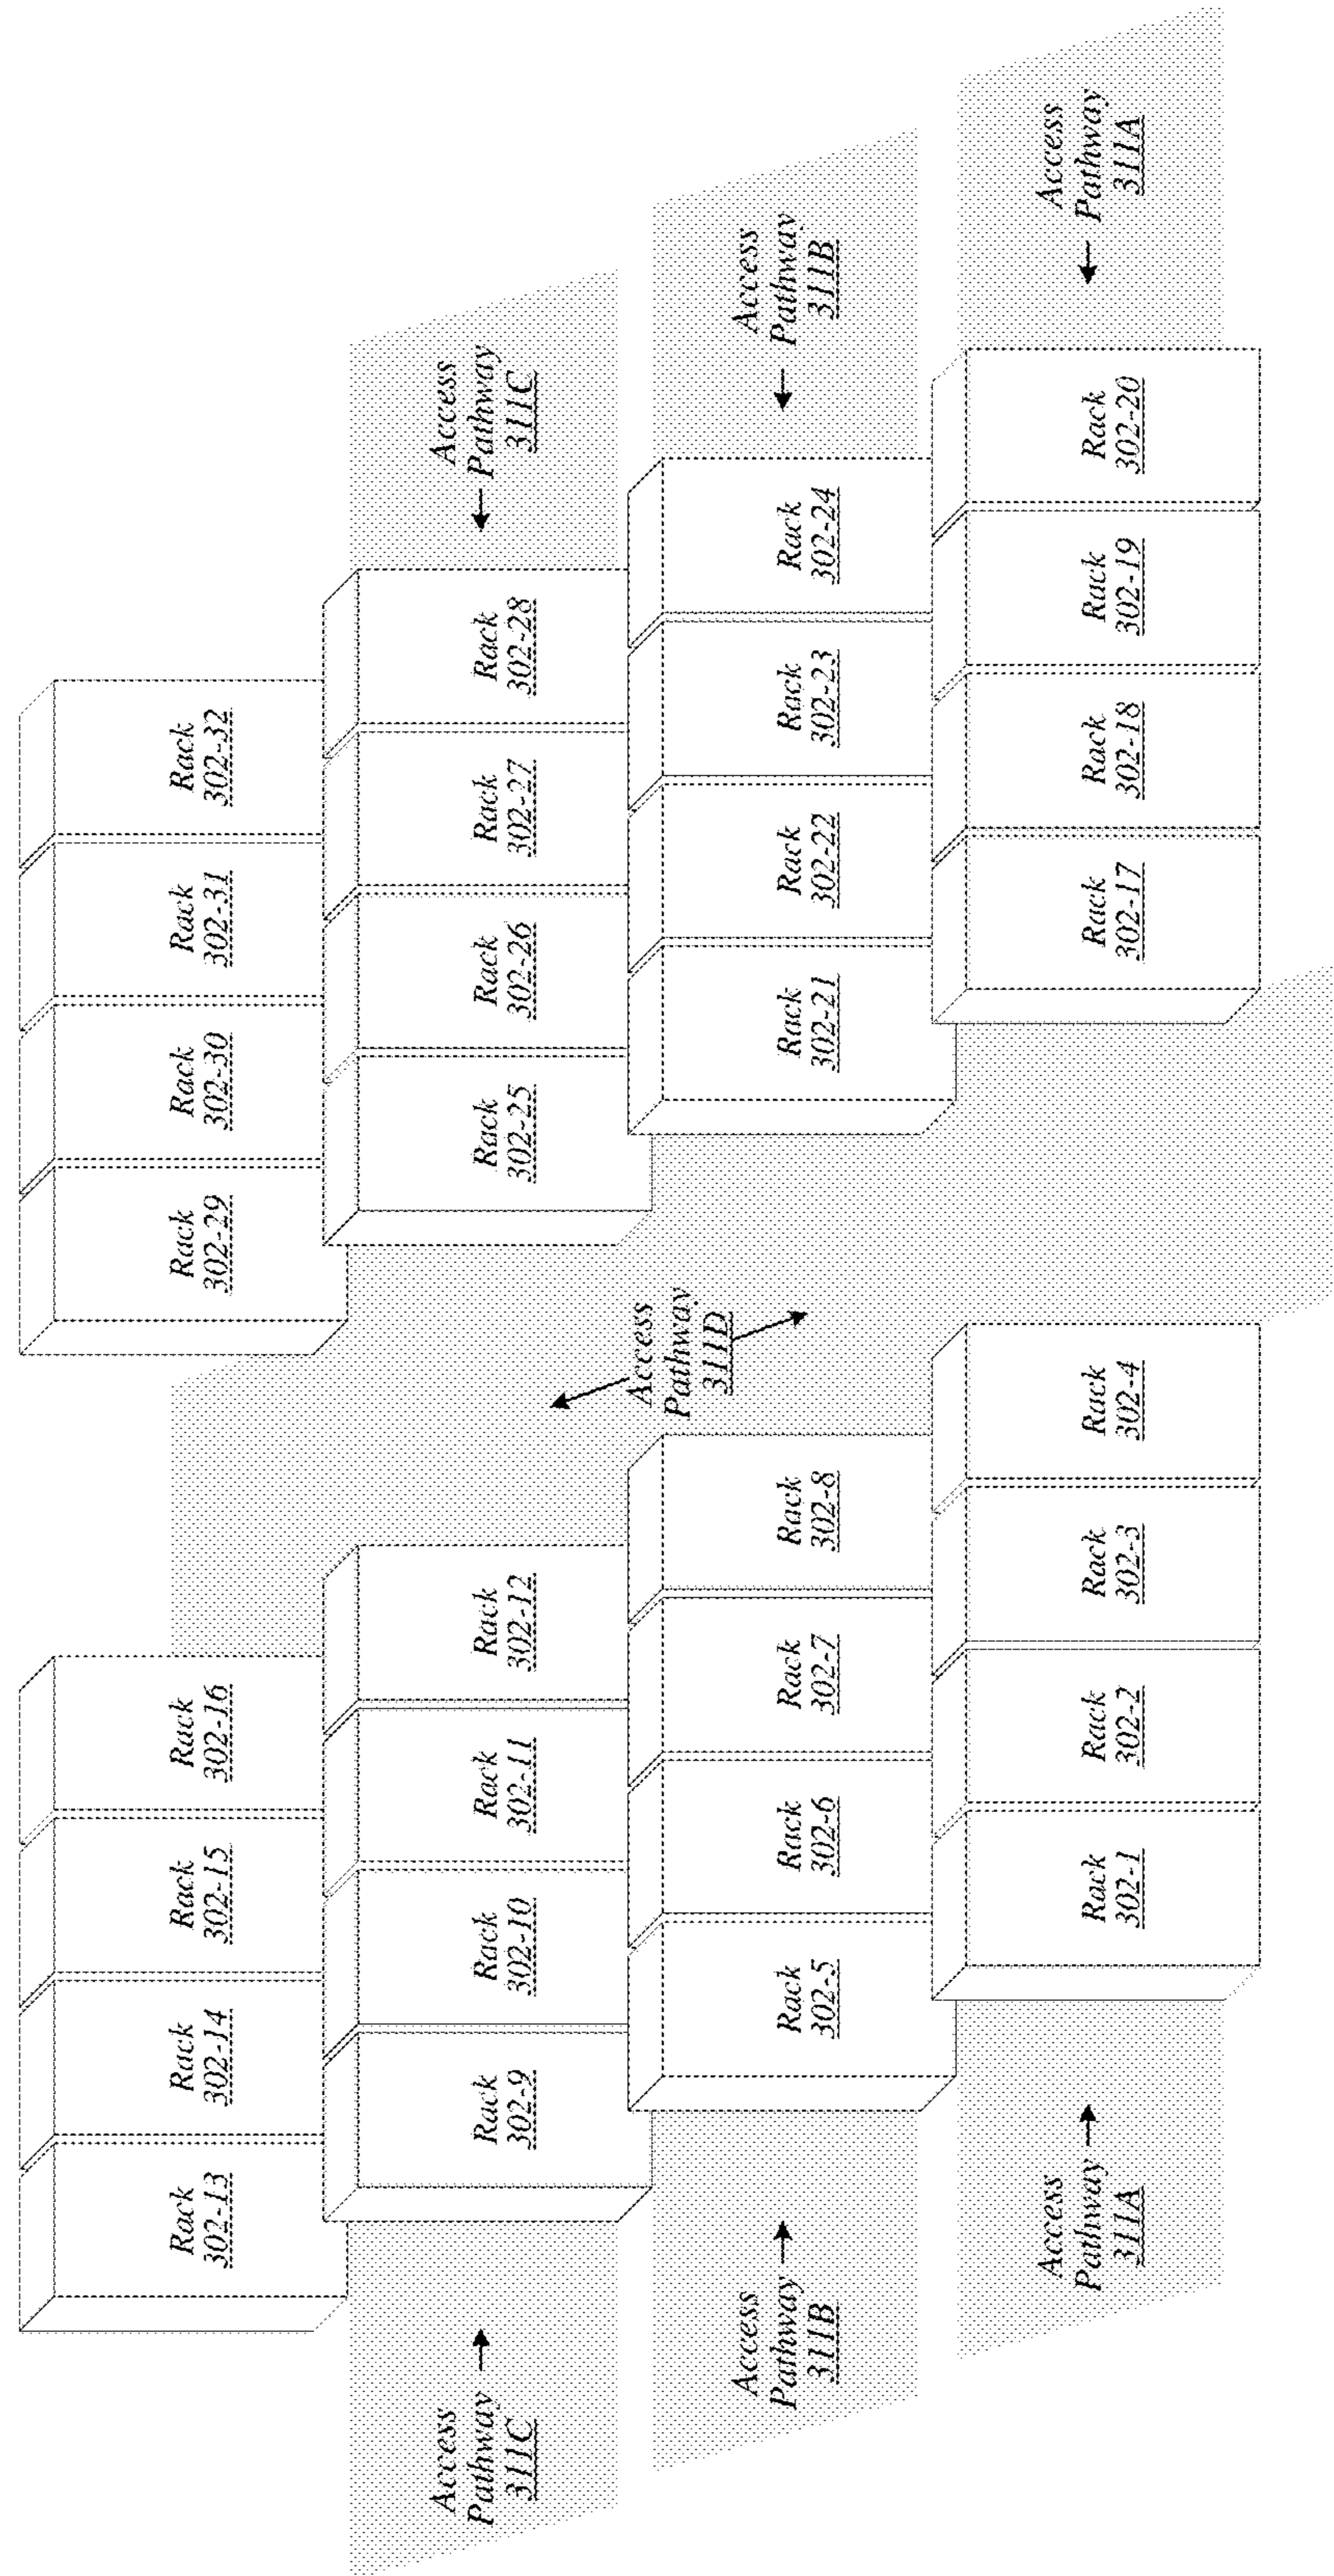 Rack
302-13
Rack
302-14
Rack
302-15
Rack
302-16
Rack
302-29
Rack
302-30
Rack
302-31
Rack
302-32
Access
Pathway
311C
Rack
302-9
Rack
302-10
Rack
302-11
Rack
302-12
Rack
302-25
Rack
302-26
Rack
302-27
Rack
302-28
Access
Pathway
311C
Access
Pathway
311D
Access
Pathway
311B
Rack
302-5
Rack
302-6
Rack
302-7
Rack
302-8
Rack
302-21
Rack
302-22
Rack
302-23
Rack
302-24
Access
Pathway
311B
Access
Pathway
311A
Rack
302-1
Rack
302-2
Rack
302-3
Rack
302-4
Rack
302-17
Rack
302-18
Rack
302-19
Rack
302-20
Access
Pathway
311A